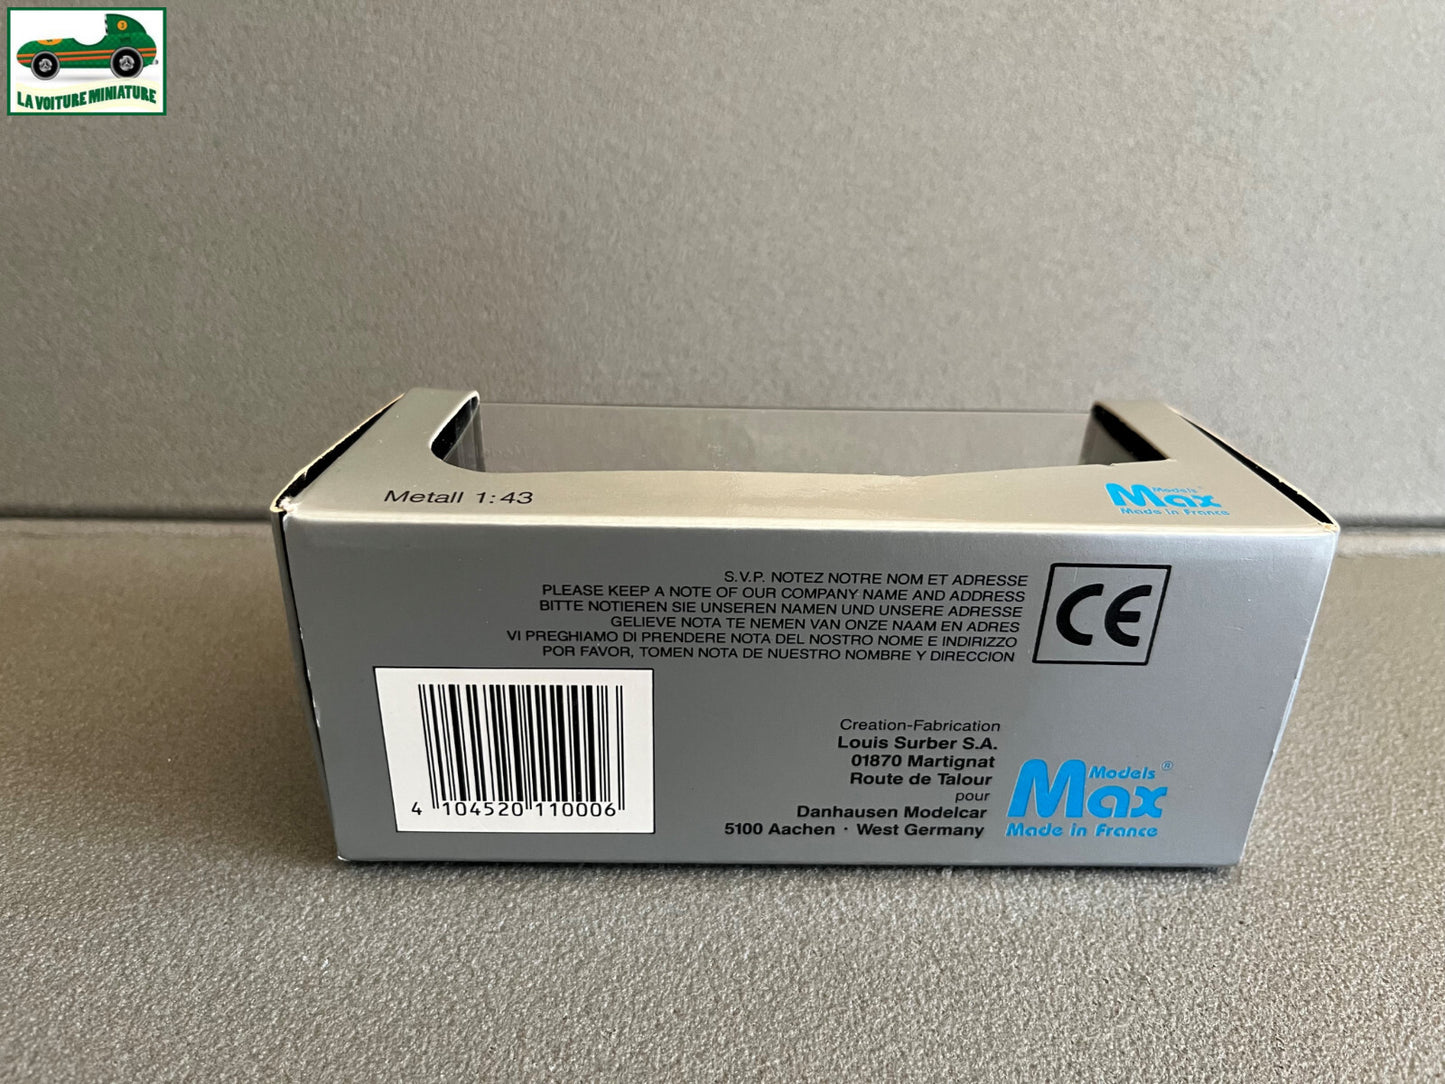 3
LA VOITURE MINIATURE
Metall 1:43
Models
Max
Made in France
S.V.P. NOTEZ NOTRE NOM ET ADRESSE
PLEASE KEEP A NOTE OF OUR COMPANY NAME AND ADDRESS
BITTE NOTIEREN SIE UNSEREN NAMEN UND UNSERE ADRESSE
GELIEVE NOTA TE NEMEN VAN ONZE NAAM EN ADRES
VI PREGHIAMO DI PRENDERE NOTA DEL NOSTRO NOME E INDIRIZZO
POR FAVOR, TOMEN NOTA DE NUESTRO NOMBRE Y DIRECCION
CE
4 104520 110006
Creation-Fabrication
Louis Surber S.A.
01870 Martignat
Route de Talour
pour
Danhausen Modelcar
5100 Aachen · West Germany
Models ®
Max
Made in France